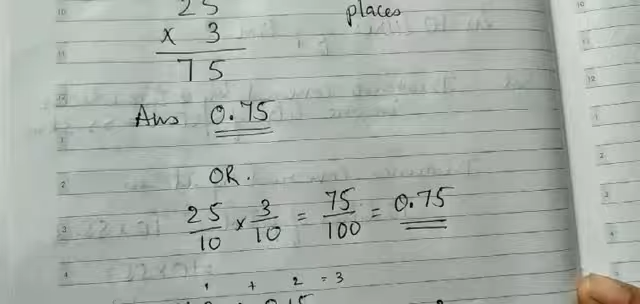 25
places
x 3
75
Ans 0.75
OR.
25/10 x 3/10 = 75/100 = 0.75
1 + 2 = 3